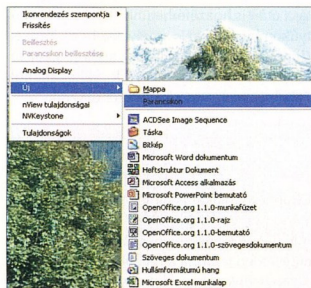 Ikonrendezés szempontja
Frissítés
Beillesztés
Parancsikon beillesztése
Analog Display
Új
nView tulajdonságai
NVKeystone
Tulajdonságok
Mappa
Parancsikon
ACDSee Image Sequence
Táska
Bitkép
Microsoft Word dokumentum
Heftstruktur Dokument
Microsoft Access alkalmazás
Microsoft PowerPoint bemutató
OpenOffice.org 1.1.0-munkafüzet
OpenOffice.org 1.1.0-rajz
OpenOffice.org 1.1.0-bemutató
OpenOffice.org 1.1.0-szövegesdokumentum
Szöveges dokumentum
Hullámformátumú hang
Microsoft Excel munkalap